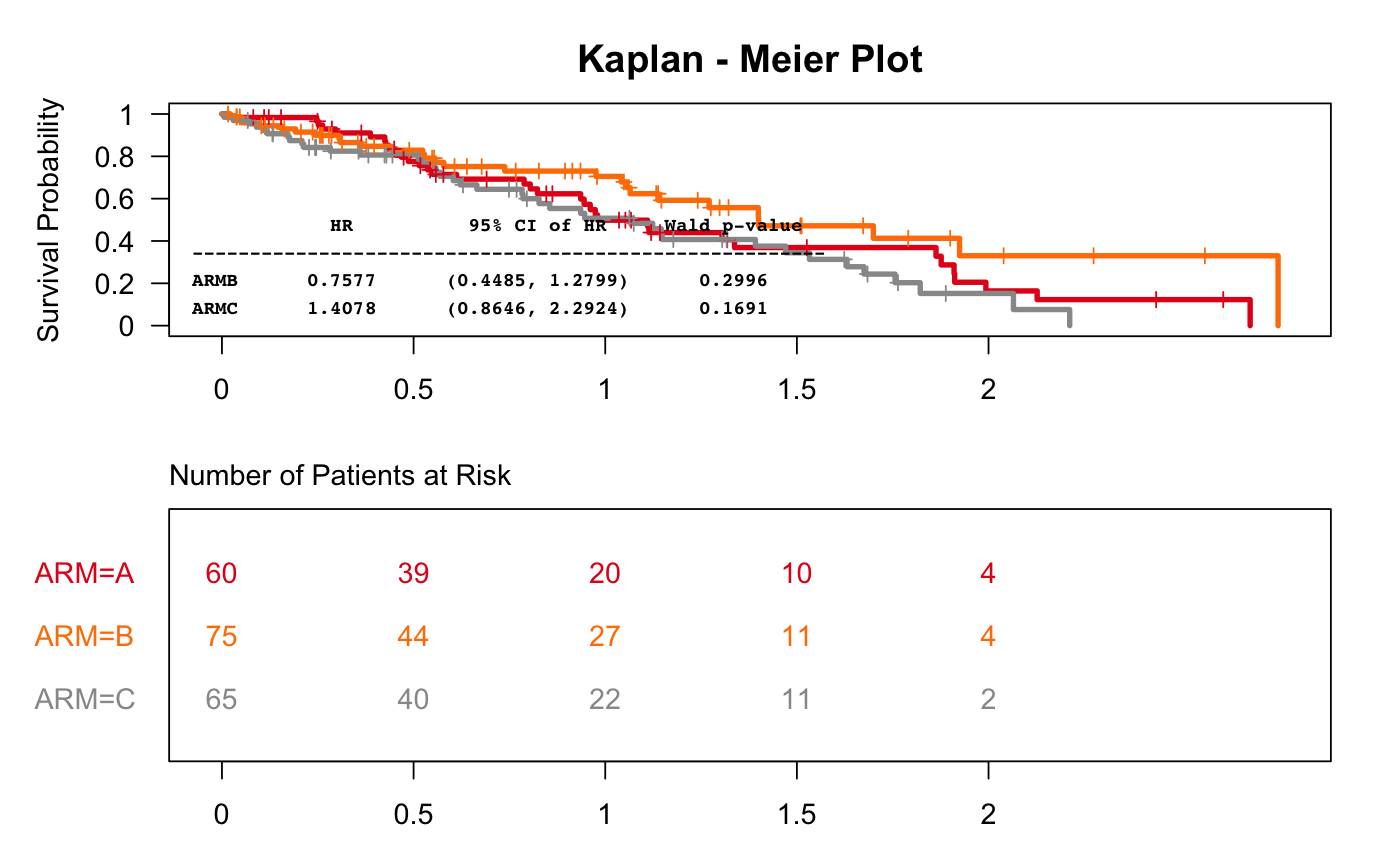 Kaplan - Meier Plot
Survival Probability
1
0.8
0.6
0.4
0.2
0
HR 95% CI of HR Wald p-value
ARMB 0.7577 (0.4485, 1.2799) 0.2996
ARMC 1.4078 (0.8646, 2.2924) 0.1691
0 0.5 1 1.5 2
Number of Patients at Risk
ARM=A 60 39 20 10 4
ARM=B 75 44 27 11 4
ARM=C 65 40 22 11 2
0 0.5 1 1.5 2